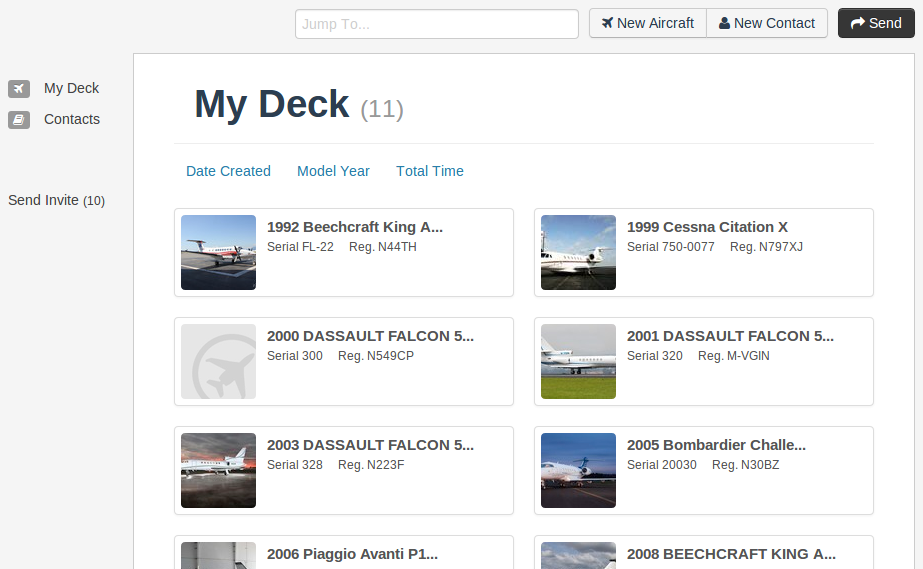 Jump To...
New Aircraft
New Contact
Send
My Deck
Contacts
Send Invite (10)
My Deck (11)
Date Created
Model Year
Total Time
1992 Beechcraft King A...
Serial FL-22 Reg. N44TH
1999 Cessna Citation X
Serial 750-0077 Reg. N797XJ
2000 DASSAULT FALCON 5...
Serial 300 Reg. N549CP
2001 DASSAULT FALCON 5...
Serial 320 Reg. M-VGIN
2003 DASSAULT FALCON 5...
Serial 328 Reg. N223F
2005 Bombardier Challe...
Serial 20030 Reg. N30BZ
2006 Piaggio Avanti P1...
2008 BEECHCRAFT KING A...